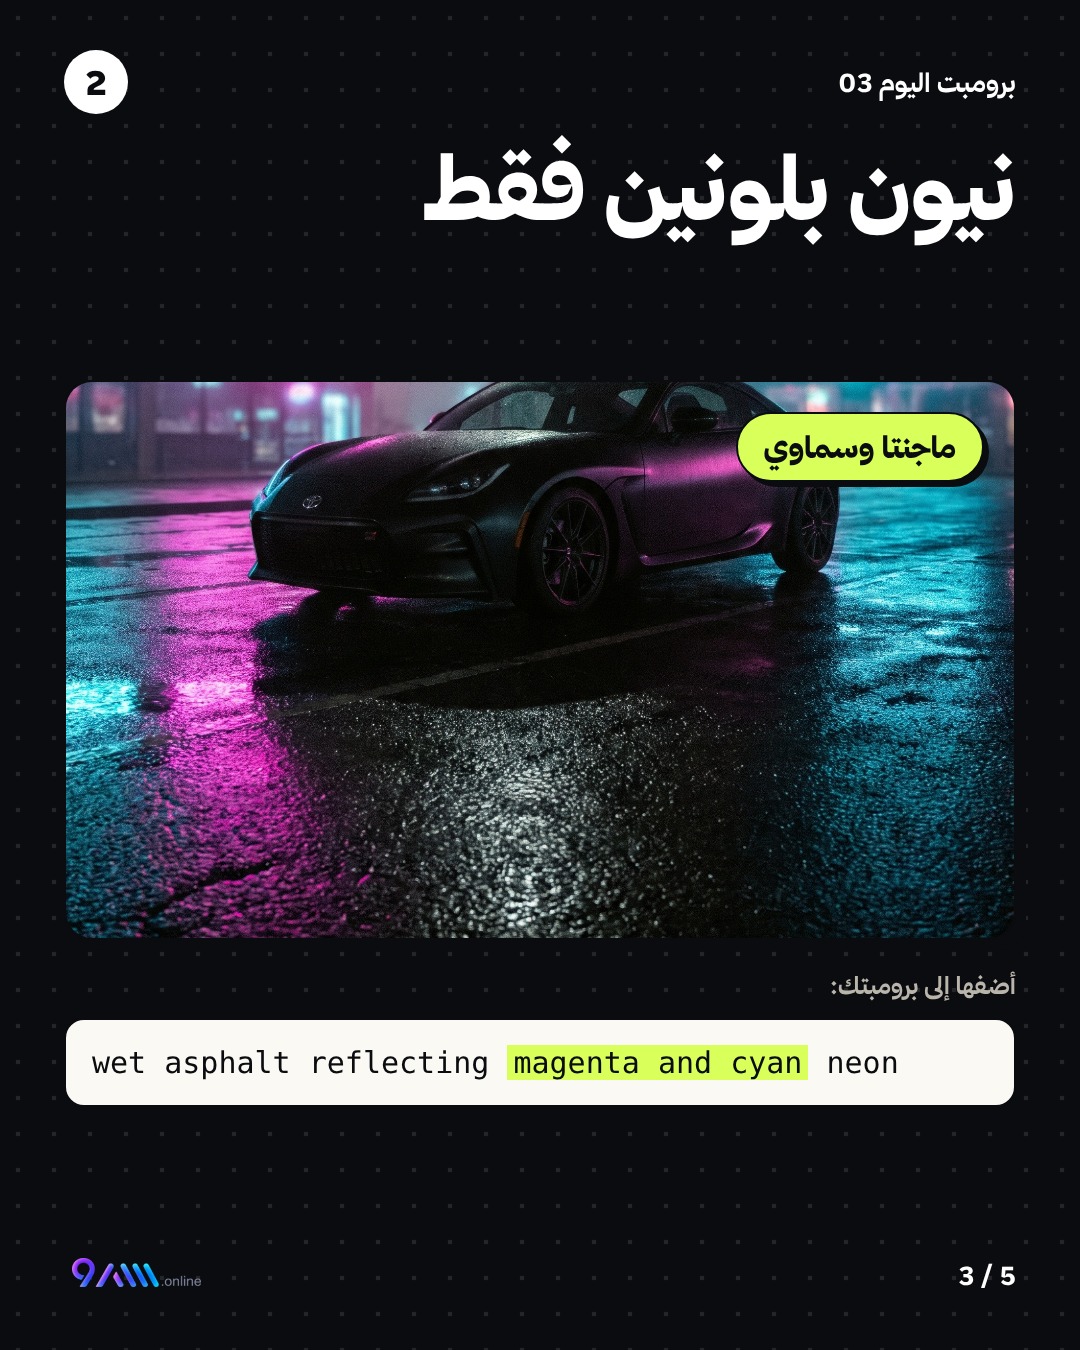 برومبت اليوم 03
2
نيون بلونين فقط
ماجنتا وسماوي
أضفها إلى برومبتك:
wet asphalt reflecting magenta and cyan neon
9AM.online
3 / 5